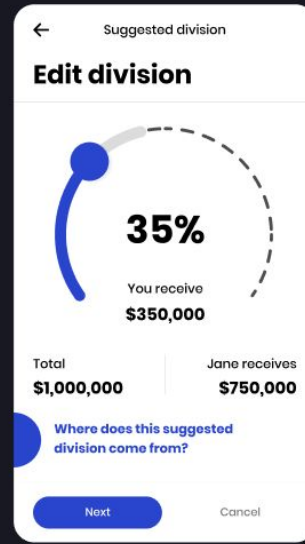 Suggested division
Edit division
35%
You receive
$350,000
Total
Jane receives
$1,000,000
$750,000
Where does this suggested
division come from?
Next
Cancel